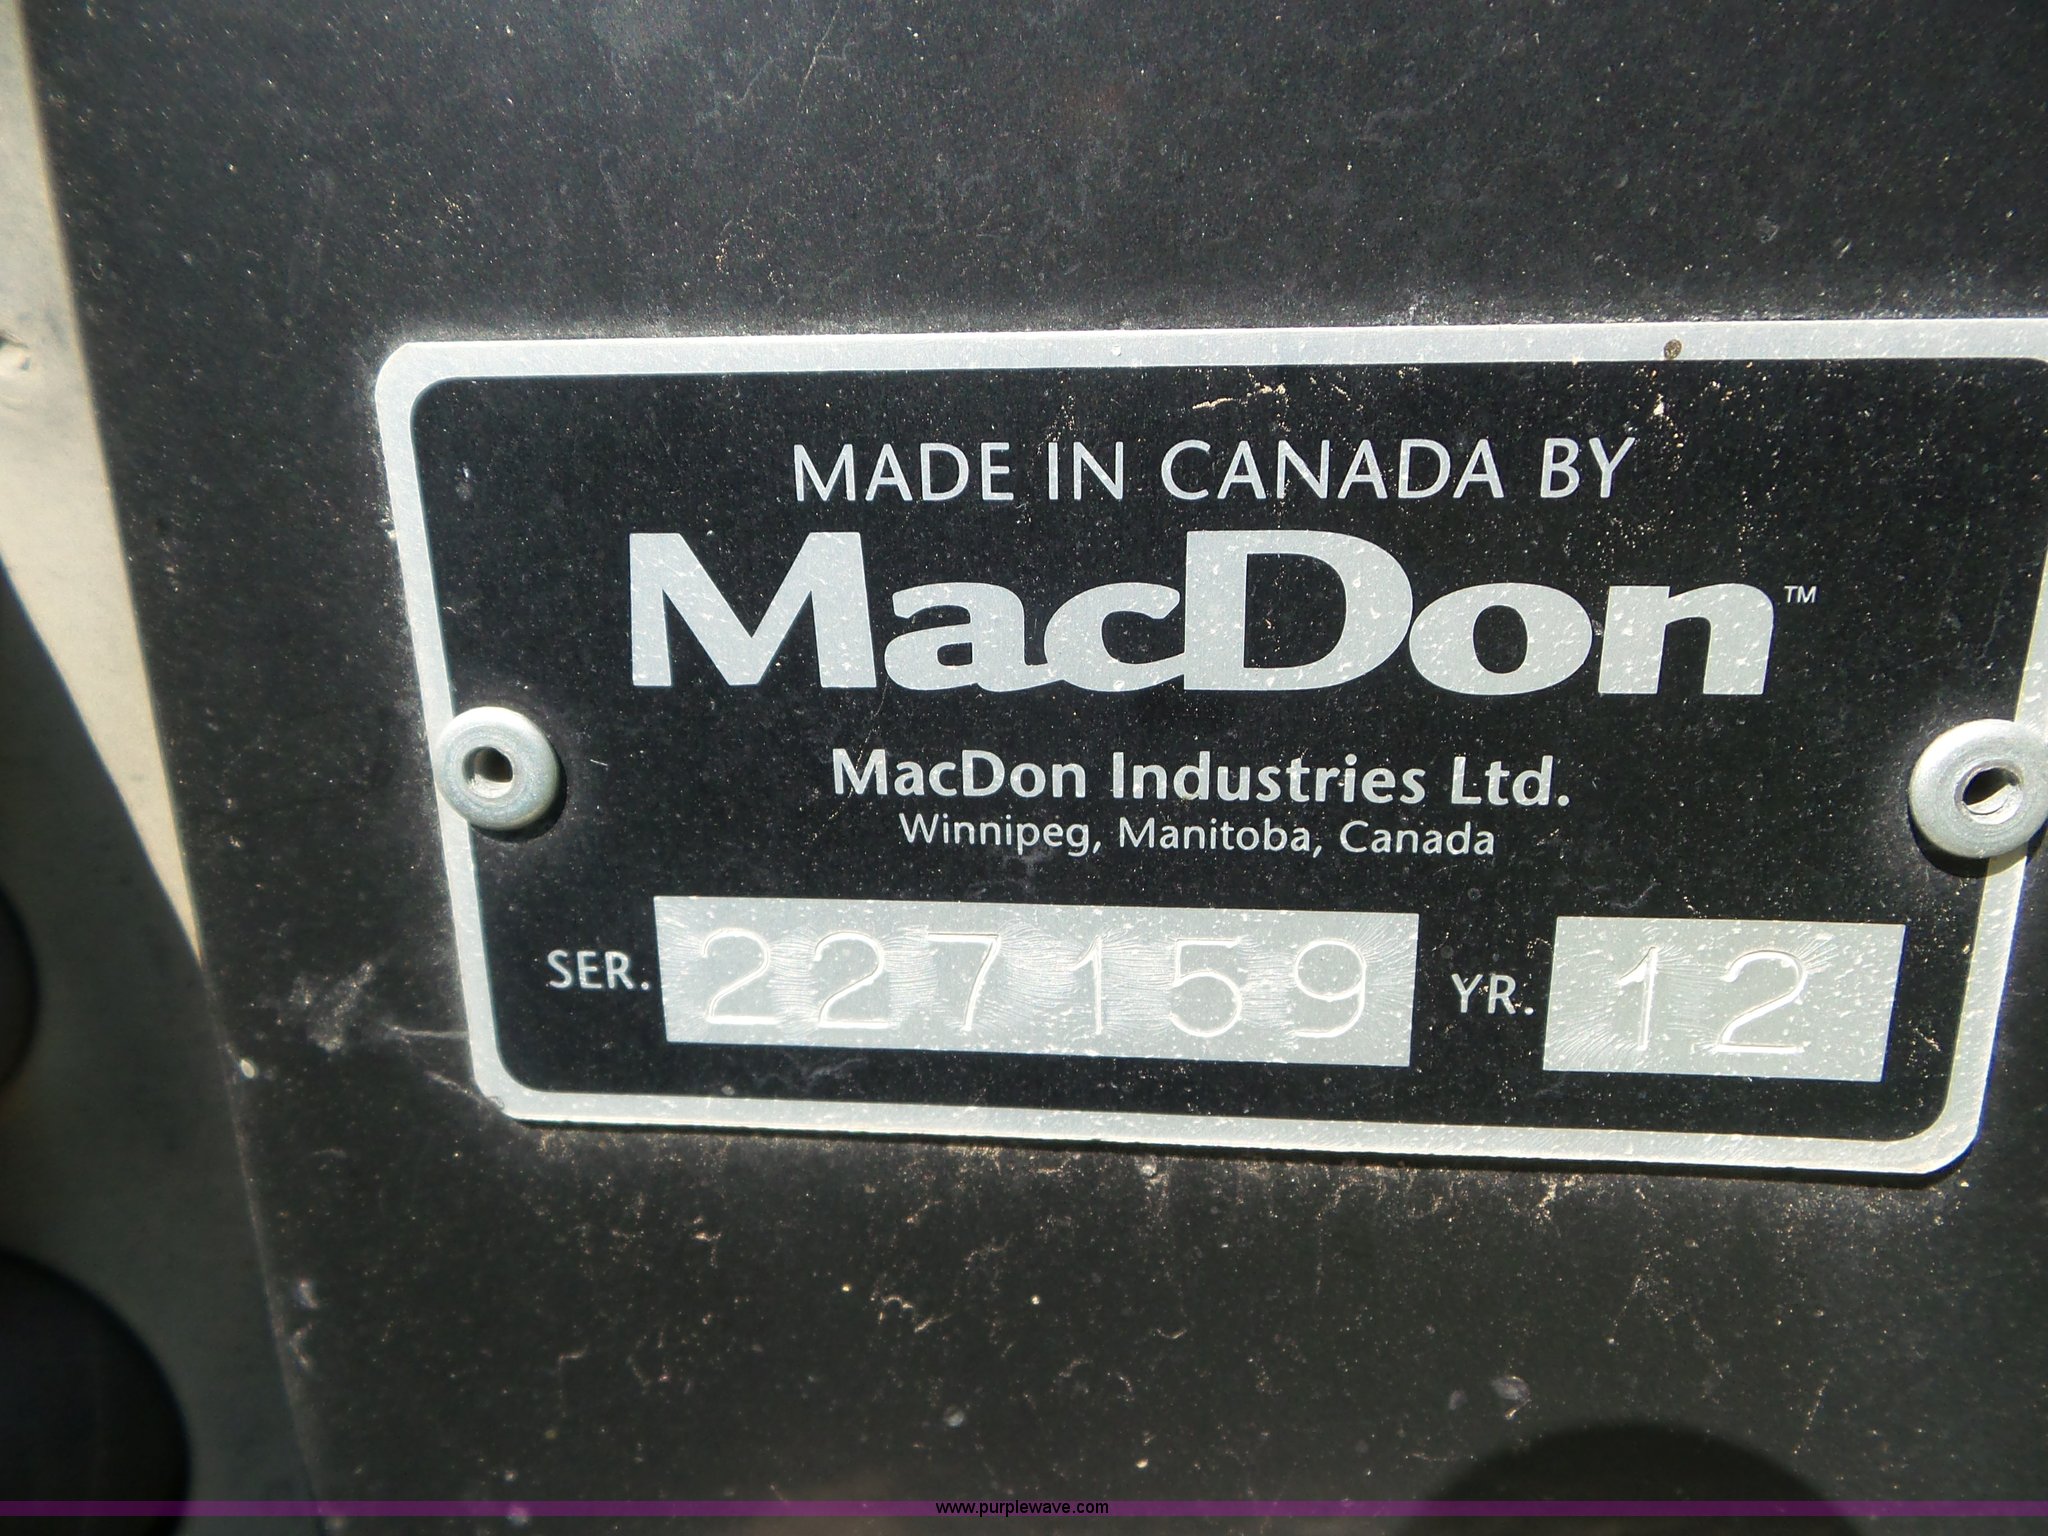 MADE IN CANADA BY
MacDon™
MacDon Industries Ltd.
Winnipeg, Manitoba, Canada
SER. 227159 YR. 12
www.purplewave.com